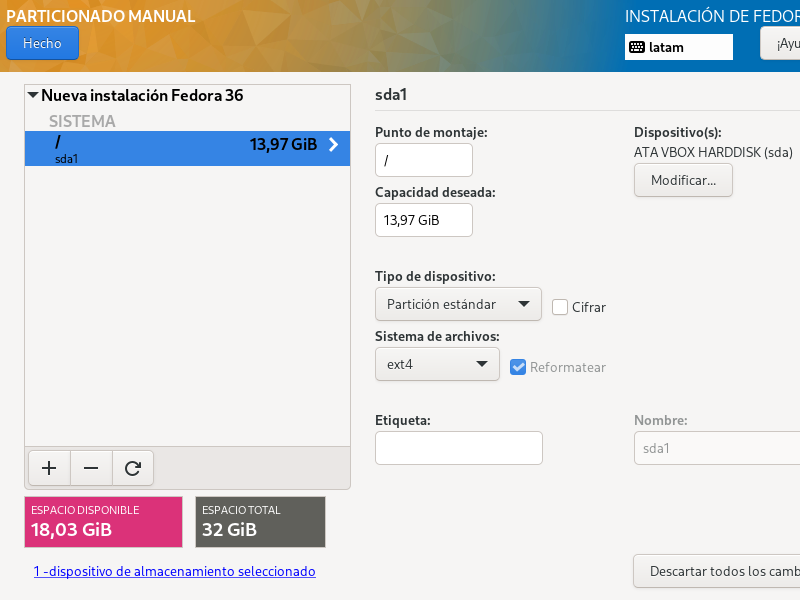 PARTICIONADO MANUAL
INSTALACIÓN DE FEDOR
Hecho
latam
¡Ayu
Nueva instalación Fedora 36
SISTEMA
/
13,97 GiB
sda1
sda1
Punto de montaje:
/
Capacidad deseada:
13,97 GiB
Dispositivo(s):
ATA VBOX HARDDISK (sda)
Modificar...
Tipo de dispositivo:
Partición estándar
Cifrar
Sistema de archivos:
ext4
Reformatear
Etiqueta:
Nombre:
sda1
ESPACIO DISPONIBLE
18,03 GiB
ESPACIO TOTAL
32 GiB
1 -dispositivo de almacenamiento seleccionado
Descartar todos los camb